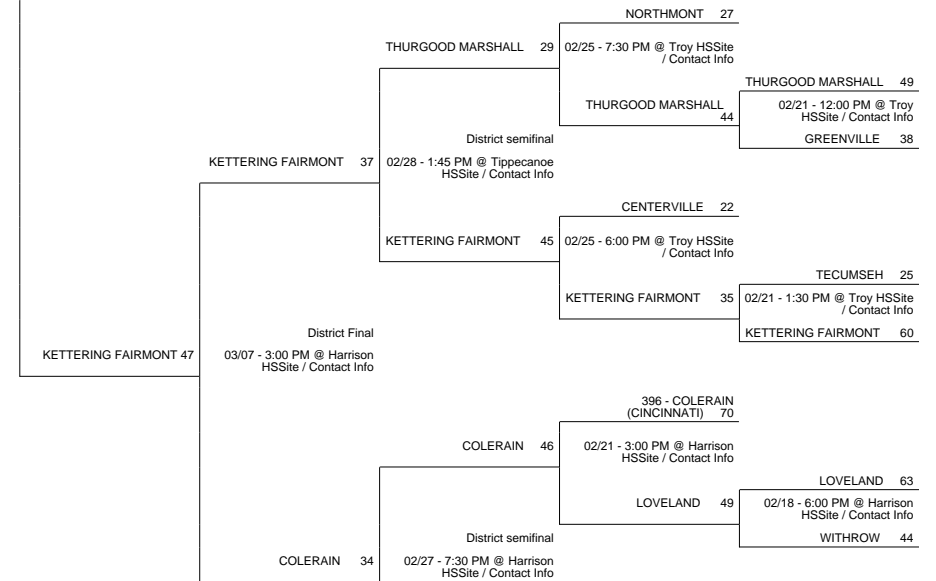 NORTHMONT 27
THURGOOD MARSHALL 29
02/25 - 7:30 PM @ Troy HSSite
/ Contact Info
THURGOOD MARSHALL 49
THURGOOD MARSHALL
44
02/21 - 12:00 PM @ Troy
HSSite / Contact Info
District semifinal
GREENVILLE 38
KETTERING FAIRMONT 37
02/28 - 1:45 PM @ Tippecanoe
HSSite / Contact Info
CENTERVILLE 22
KETTERING FAIRMONT 45
02/25 - 6:00 PM @ Troy HSSite
/ Contact Info
TECUMSEH 25
KETTERING FAIRMONT 35
02/21 - 1:30 PM @ Troy HSSite
/ Contact Info
District Final
KETTERING FAIRMONT 60
KETTERING FAIRMONT 47
03/07 - 3:00 PM @ Harrison
HSSite / Contact Info
396 - COLERAIN
(CINCINNATI) 70
COLERAIN 46
02/21 - 3:00 PM @ Harrison
HSSite / Contact Info
LOVELAND 63
LOVELAND 49
02/18 - 6:00 PM @ Harrison
HSSite / Contact Info
District semifinal
WITHROW 44
COLERAIN 34
02/27 - 7:30 PM @ Harrison
HSSite / Contact Info